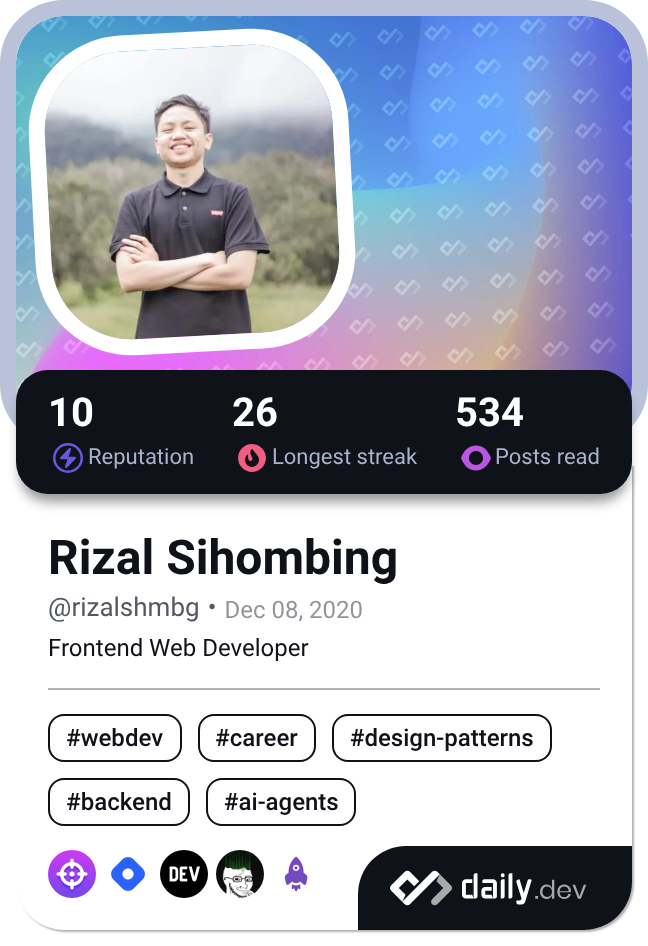 10 26 534
Reputation Longest streak Posts read
Rizal Sihombing
@rizalshmbg • Dec 08, 2020
Frontend Web Developer
#webdev #career #design-patterns
#backend #ai-agents
DEV
daily.dev